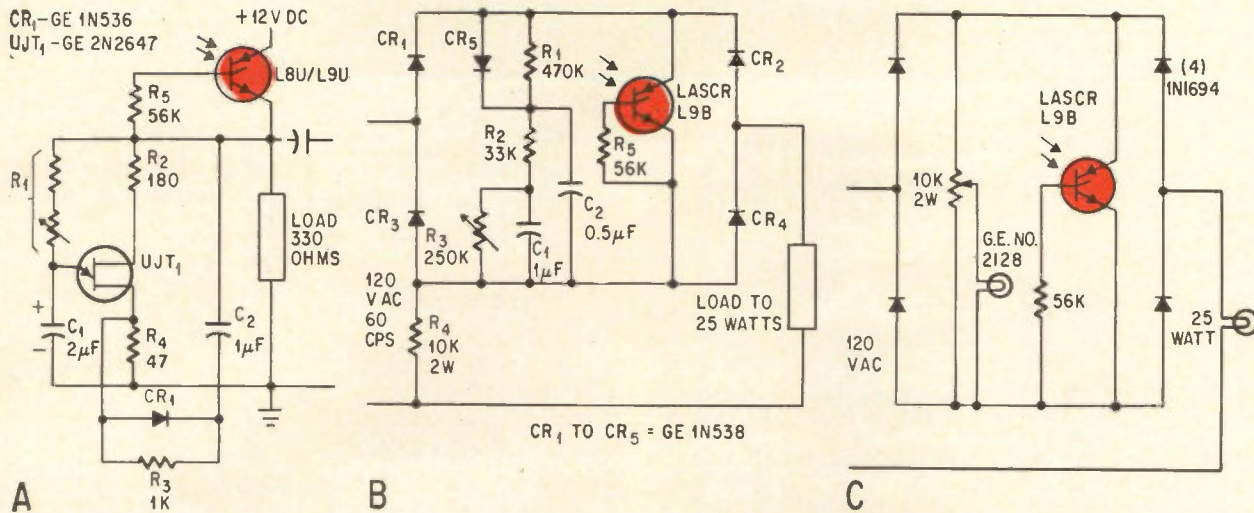 CR₁-GE 1N536
UJT₁-GE 2N2647
+12V DC
L8U/L9U
R₅
56K
R₁
R₂
180
LOAD
330
OHMS
UJT₁
+
C₁
2µF
-
R₄
47
C₂
1µF
CR₁
R₃
1K
A
CR₁
CR₅
R₁
470K
CR₂
LASCR
L9B
R₂
33K
R₅
56K
CR₃
R₃
250K
C₁
1µF
C₂
0.5µF
CR₄
120
V AC
60
CPS
R₄
10K
2W
LOAD TO
25 WATTS
CR₁ TO CR₅ = GE 1N538
B
(4)
1N1694
LASCR
L9B
10K
2W
G.E. NO.
2128
56K
120
VAC
25
WATT
C